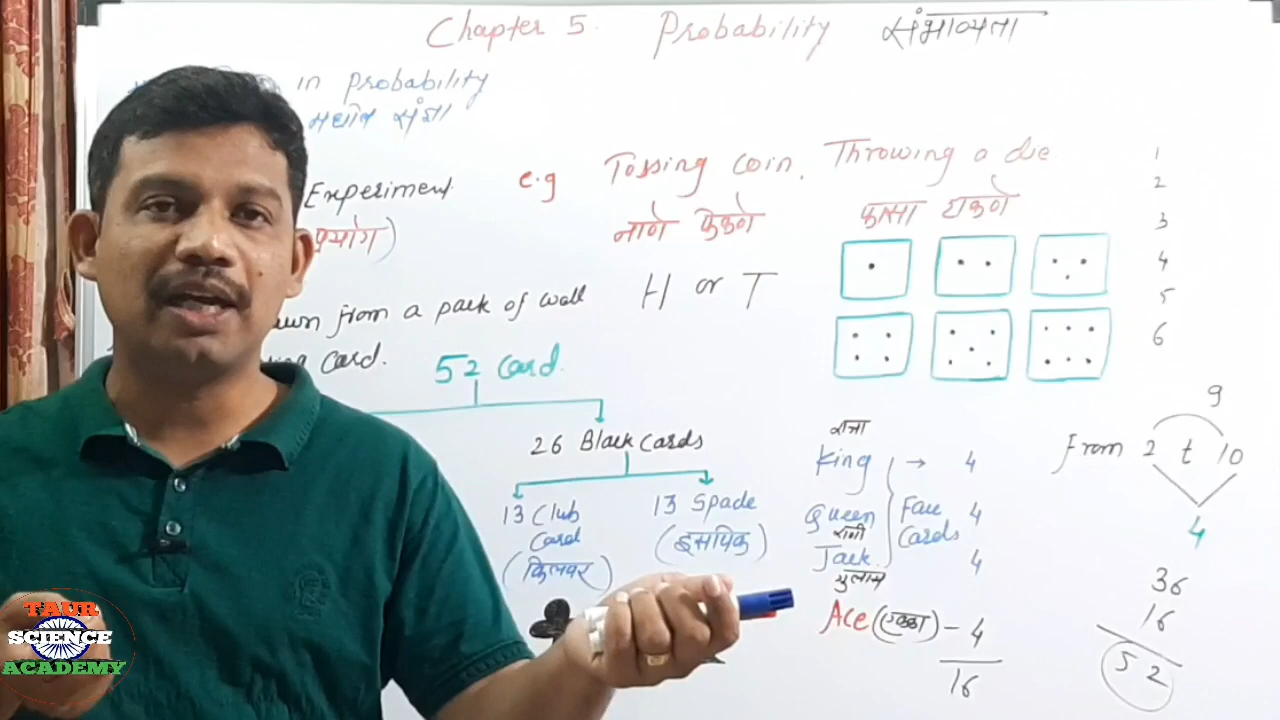 Chapter 5. Probability संभाव्यता
in probability
संज्ञा
Experiment
प्रयोग)
e.g Tossing coin, Throwing a die
नाणे फेकणे फासा टाकणे
H or T
1
2
3
4
5
6
from a pack of well
card.
52 Card.
26 Black Cards
13 Club
Card
(किलवर)
13 Spade
(इसपिक)
राजा
King → 4
Queen 4
राणी
Face
Cards
Jack 4
गुलाम
Ace (एक्का) - 4
16
9
From 2 t 10
4
36
16
52
TAUR
SCIENCE
ACADEMY